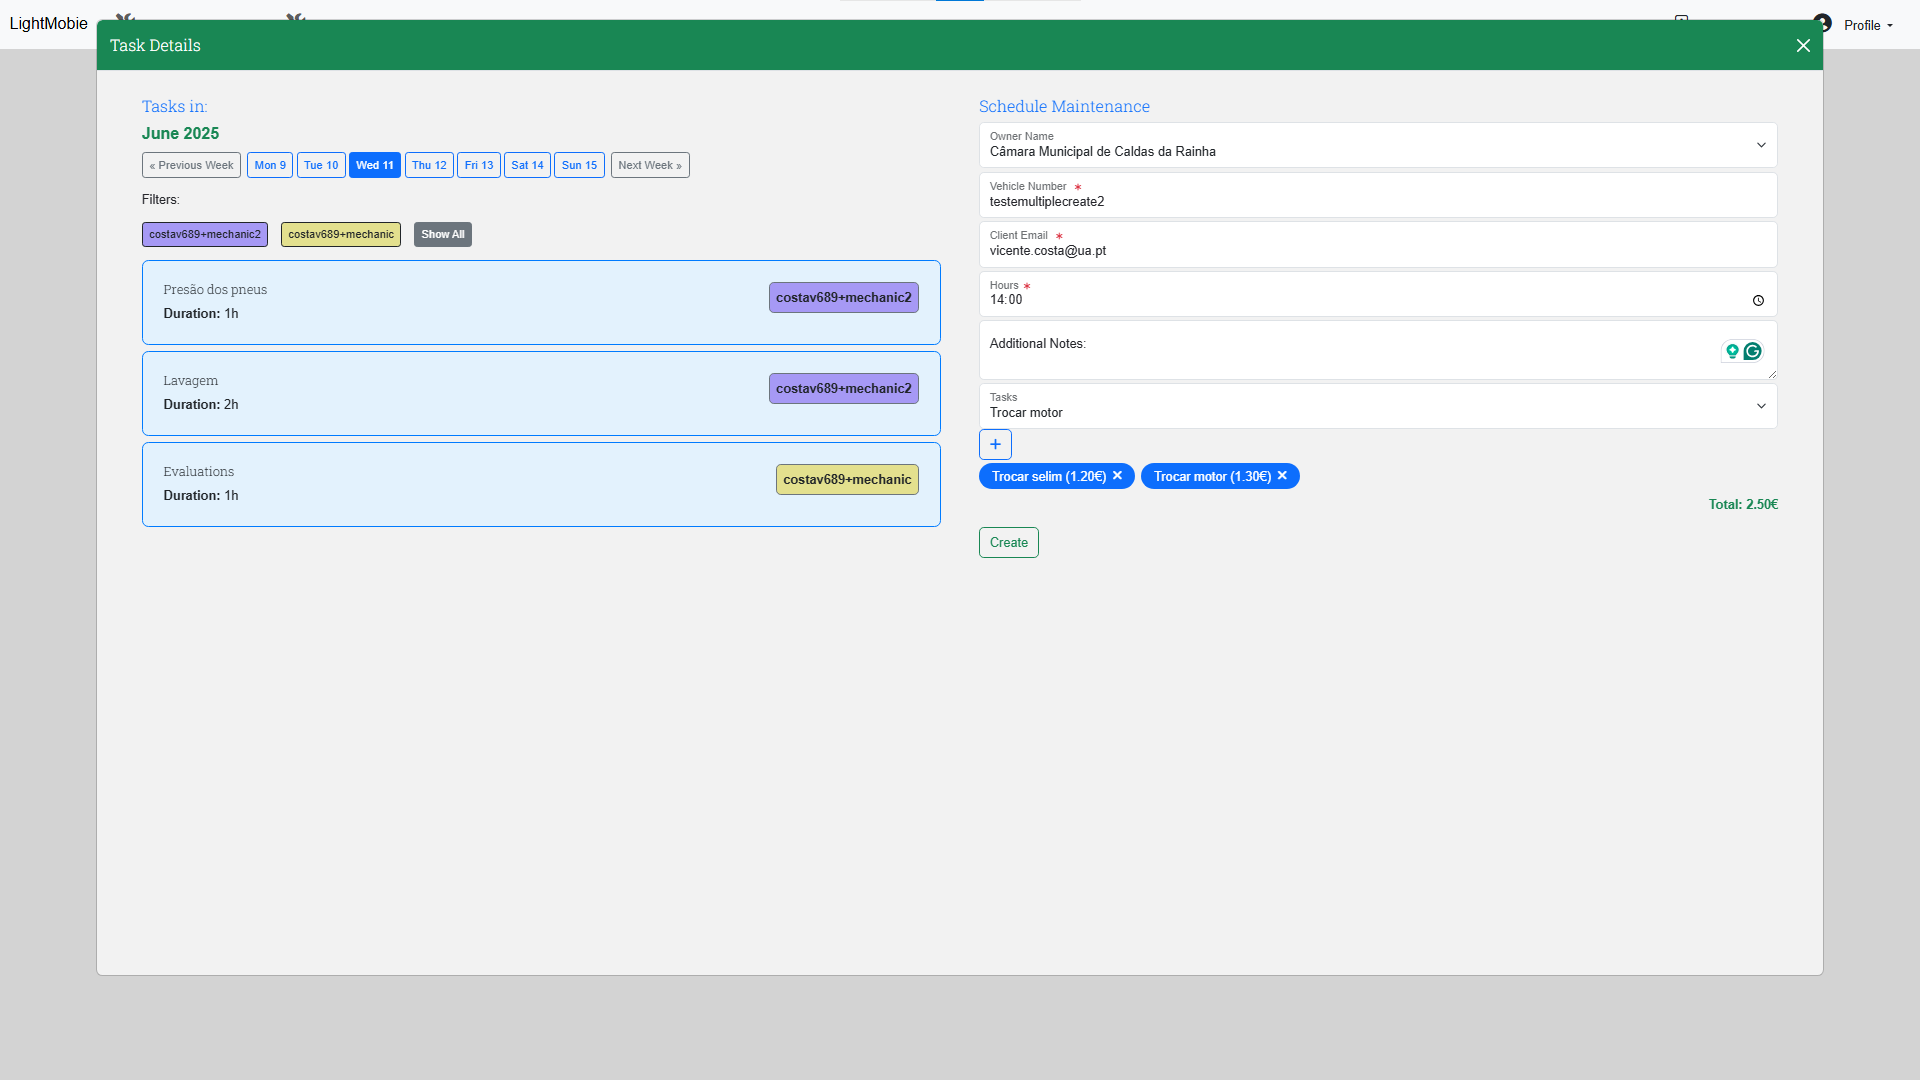 LightMobie
Profile
Task Details
Tasks in:
June 2025
« Previous Week Mon 9 Tue 10 Wed 11 Thu 12 Fri 13 Sat 14 Sun 15 Next Week »
Filters:
costav689+mechanic2 costav689+mechanic Show All
Presão dos pneus
Duration: 1h
costav689+mechanic2
Lavagem
Duration: 2h
costav689+mechanic2
Evaluations
Duration: 1h
costav689+mechanic
Schedule Maintenance
Owner Name
Câmara Municipal de Caldas da Rainha
Vehicle Number *
testemultiplecreate2
Client Email *
vicente.costa@ua.pt
Hours *
14:00
Additional Notes:
Tasks
Trocar motor
+
Trocar selim (1.20€) × Trocar motor (1.30€) ×
Total: 2.50€
Create